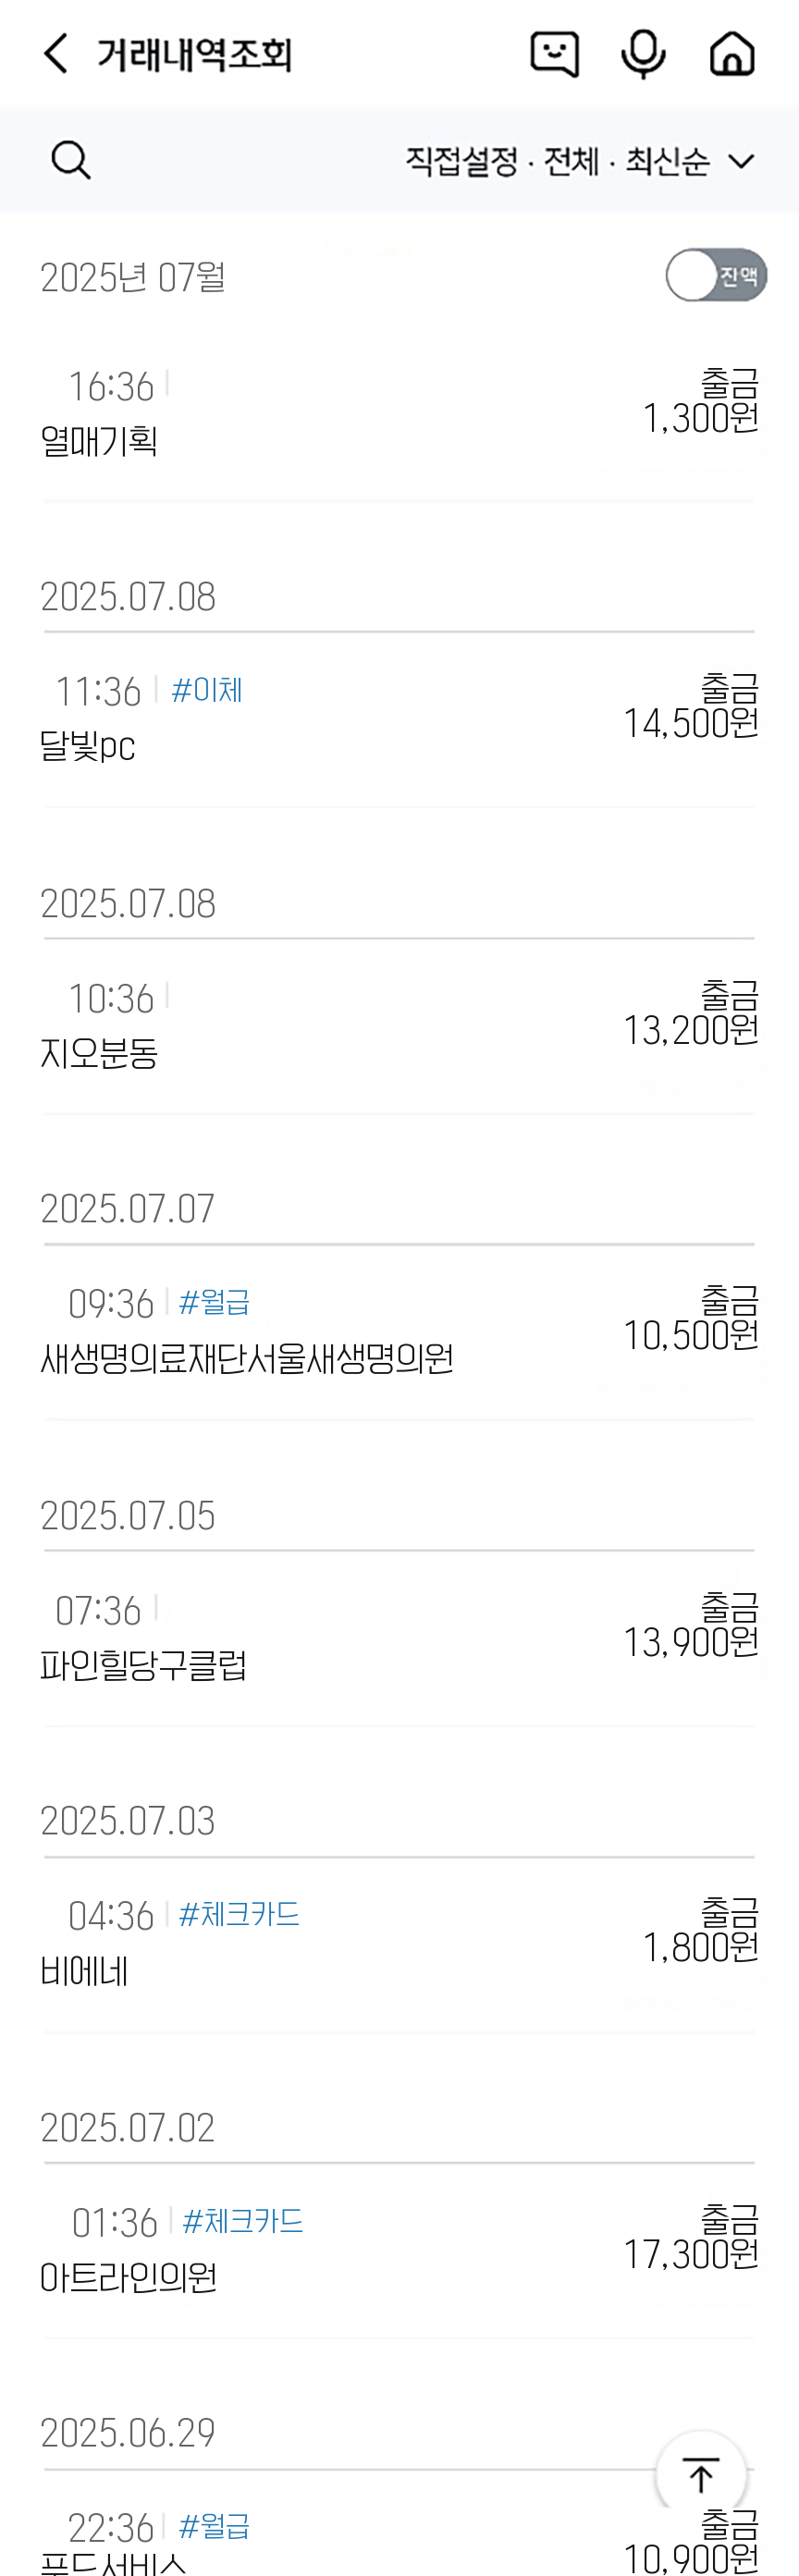 거래내역조회
직접설정 · 전체 · 최신순
2025년 07월
잔액
16:36
출금
열매기획
1,300원
2025.07.08
11:36 #이체
출금
달빛pc
14,500원
2025.07.08
10:36
출금
지오분동
13,200원
2025.07.07
09:36 #월급
출금
새생명의료재단서울새생명의원
10,500원
2025.07.05
07:36
출금
파인힐당구클럽
13,900원
2025.07.03
04:36 #체크카드
출금
비에네
1,800원
2025.07.02
01:36 #체크카드
출금
아트라인의원
17,300원
2025.06.29
22:36 #월급
출금
푸드서비스
10,900원